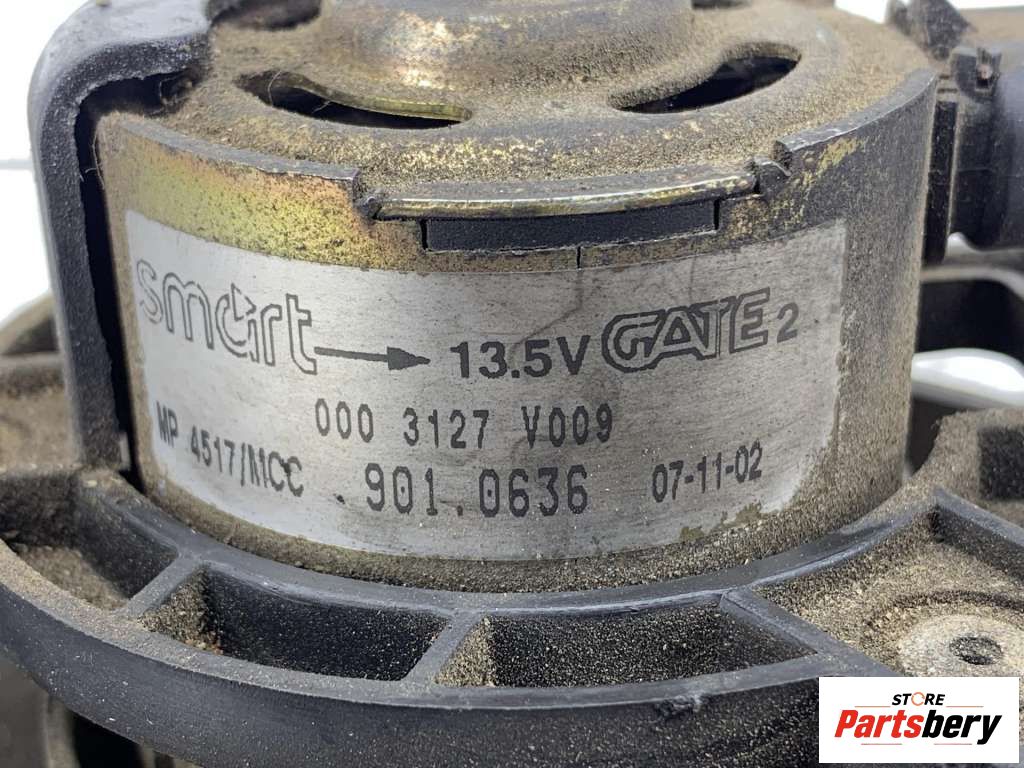 smart 13.5V GATE 2
000 3127 V009
MP 4517/MCC 901.0636 07-11-02
STORE
Partsbery